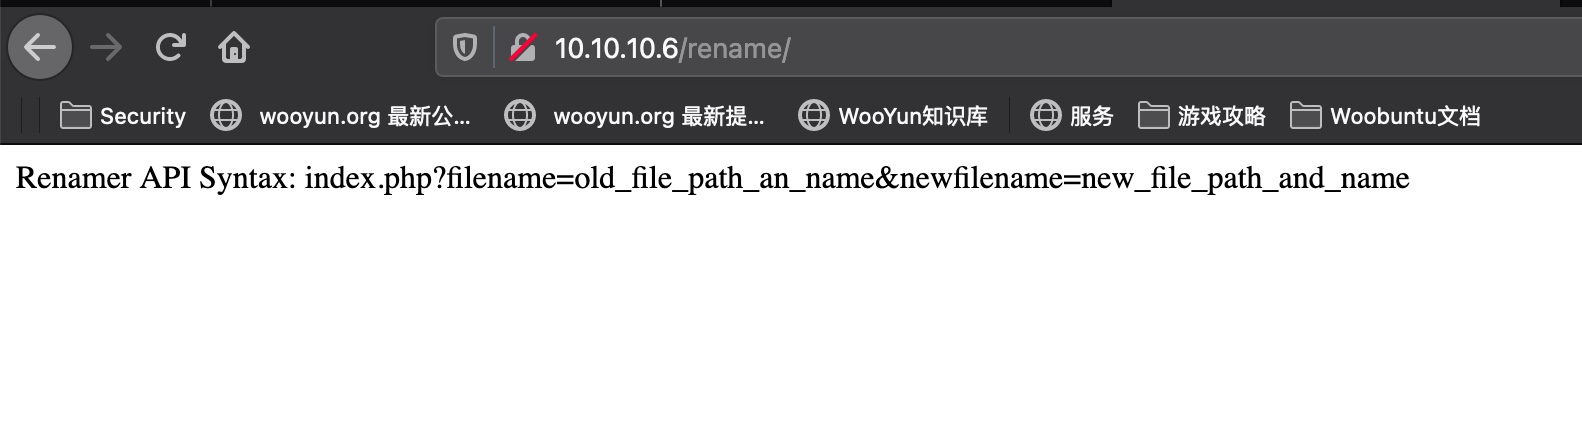 10.10.10.6/rename/
Security wooyun.org 最新公... wooyun.org 最新提... WooYun知识库 服务 游戏攻略 Woobuntu文档
Renamer API Syntax: index.php?filename=old_file_path_an_name&newfilename=new_file_path_and_name